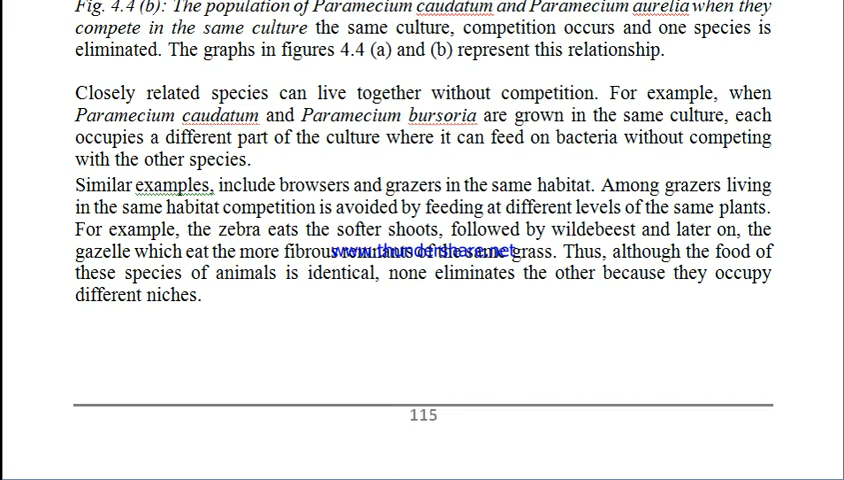 Fig. 4.4 (b): The population of Paramecium caudatum and Paramecium aurelia when they
compete in the same culture the same culture, competition occurs and one species is
eliminated. The graphs in figures 4.4 (a) and (b) represent this relationship.
Closely related species can live together without competition. For example, when
Paramecium caudatum and Paramecium bursoria are grown in the same culture, each
occupies a different part of the culture where it can feed on bacteria without competing
with the other species.
Similar examples, include browsers and grazers in the same habitat. Among grazers living
in the same habitat competition is avoided by feeding at different levels of the same plants.
For example, the zebra eats the softer shoots, followed by wildebeest and later on, the
gazelle which eat the more fibrous remnants of the same grass. Thus, although the food of
www.thundershare.net
these species of animals is identical, none eliminates the other because they occupy
different niches.
115